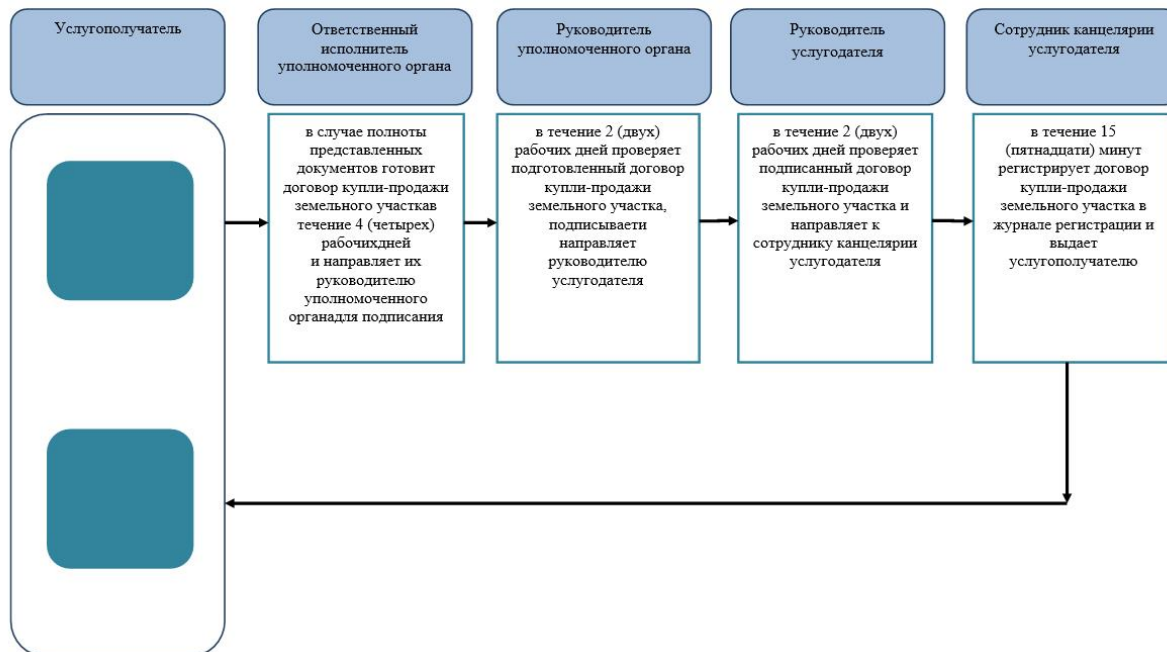 Услугополучатель
Ответственный
исполнитель
уполномоченного органа
Руководитель
уполномоченного органа
Руководитель
услугодателя
Сотрудник канцелярии
услугодателя
в случае полноты
представленных
документов готовит
договор купли-продажи
земельного участкав
течение 4 (четырех)
рабочихдней
и направляет их
руководителю
уполномоченного
органадля подписания
в течение 2 (двух)
рабочих дней проверяет
подготовленный договор
купли-продажи
земельного участка,
подписываети
направляет
руководителю
услугодателя
в течение 2 (двух)
рабочих дней проверяет
подписанный договор
купли-продажи
земельного участка и
направляет к
сотруднику канцелярии
услугодателя
в течение 15
(пятнадцати) минут
регистрирует договор
купли-продажи
земельного участка в
журнале регистрации и
выдает
услугополучателю